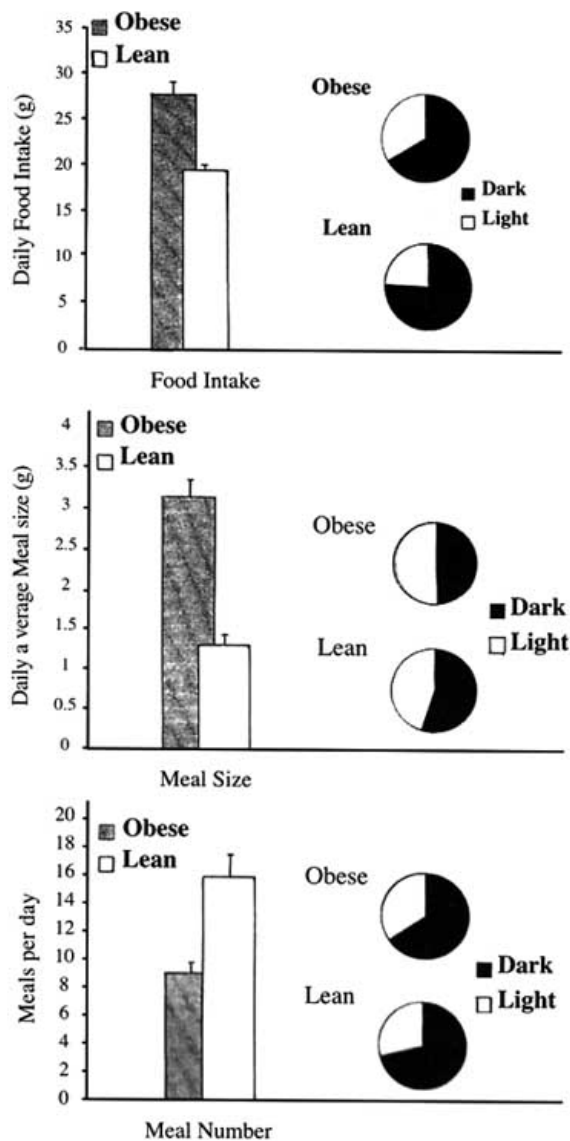 35
30
25
20
15
10
5
0
Daily Food Intake (g)
Obese
Lean
Food Intake
Obese
Lean
Dark
Light
4
3.5
3
2.5
2
1.5
1
0.5
0
Daily a verage Meal size (g)
Obese
Lean
Meal Size
Obese
Lean
Dark
Light
20
18
16
14
12
10
8
6
4
2
0
Meals per day
Obese
Lean
Meal Number
Obese
Lean
Dark
Light